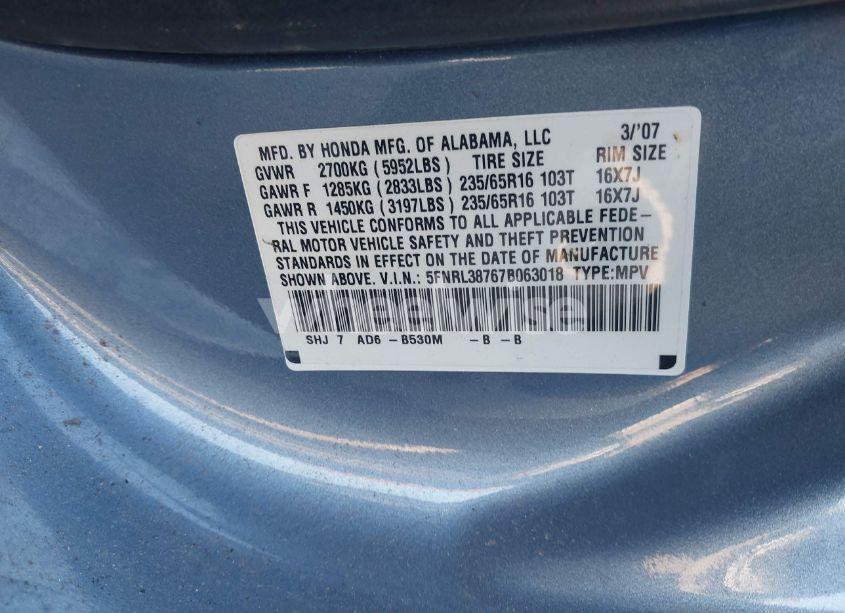 MFD. BY HONDA MFG. OF ALABAMA, LLC 3/'07
GVWR 2700KG (5952LBS) TIRE SIZE RIM SIZE
GAWR F 1285KG (2833LBS) 235/65R16 103T 16X7J
GAWR R 1450KG (3197LBS) 235/65R16 103T 16X7J
THIS VEHICLE CONFORMS TO ALL APPLICABLE FEDE-
RAL MOTOR VEHICLE SAFETY AND THEFT PREVENTION
STANDARDS IN EFFECT ON THE DATE OF MANUFACTURE
SHOWN ABOVE. V.I.N.: 5FNRL38767B063018 TYPE:MPV
SHJ 7 AD6 -B530M -B -B